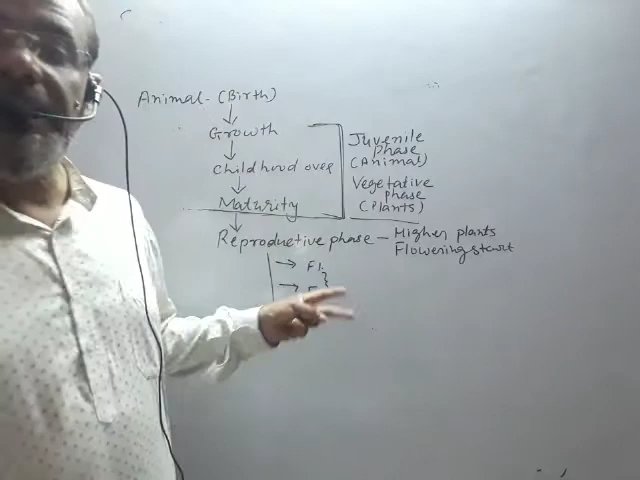 Animal - (Birth)
Growth
Childhood over
Maturity
Juvenile
phase
(Animal)
Vegetative
phase
(Plants)
Reproductive phase - Higher plants
Flowering start
→ F1
→